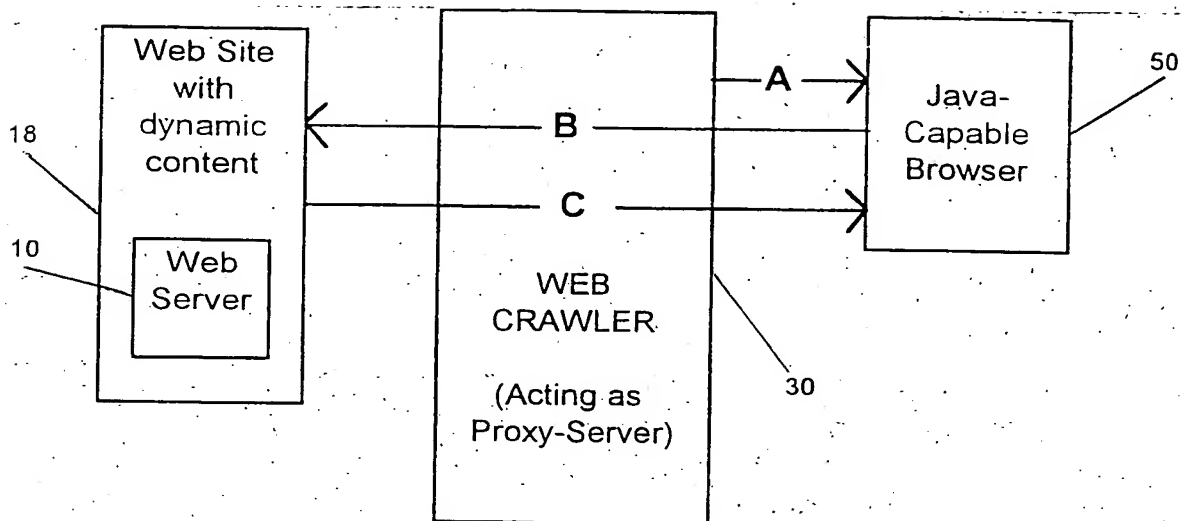 Web Site
with
dynamic
content
18
10
Web
Server
A
B
C
WEB
CRAWLER
(Acting as
Proxy-Server)
30
Java-
Capable
Browser
50